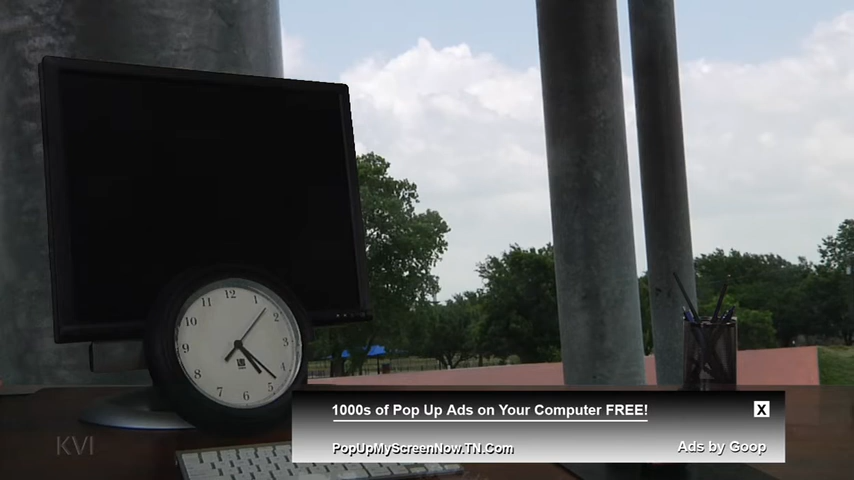 12
11 1
10 2
9 3
8 4
7 5
6
1000s of Pop Up Ads on Your Computer FREE!
X
PopUpMyScreenNow.TN.Com
Ads by Goop
KVI